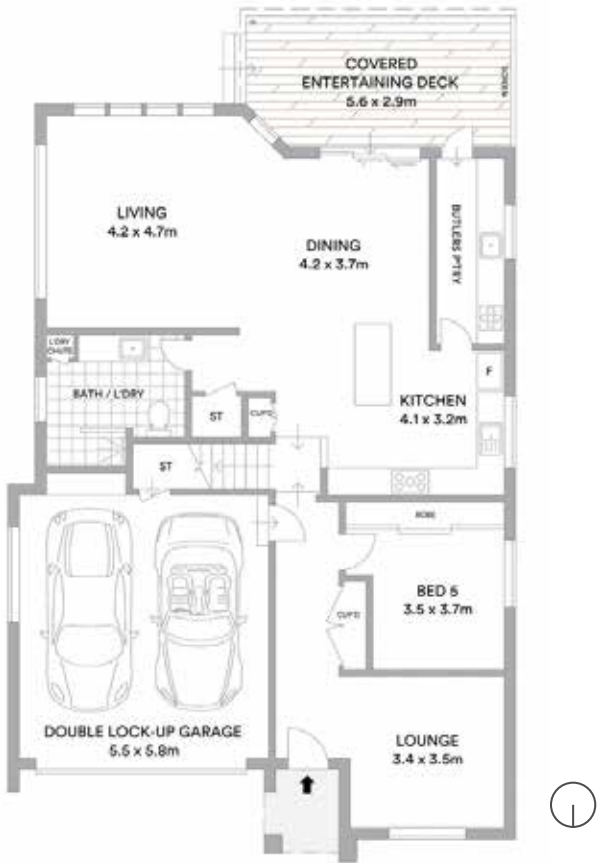 COVERED
ENTERTAINING DECK
5.6 x 2.9m
SCREEN
LIVING
4.2 x 4.7m
DINING
4.2 x 3.7m
BUTLERS P'TRY
L'DRY
CHUTE
BATH / L'DRY
ST
CUP'D
F
KITCHEN
4.1 x 3.2m
ST
ROBE
BED 5
3.5 x 3.7m
CUP'D
DOUBLE LOCK-UP GARAGE
5.5 x 5.8m
LOUNGE
3.4 x 3.5m